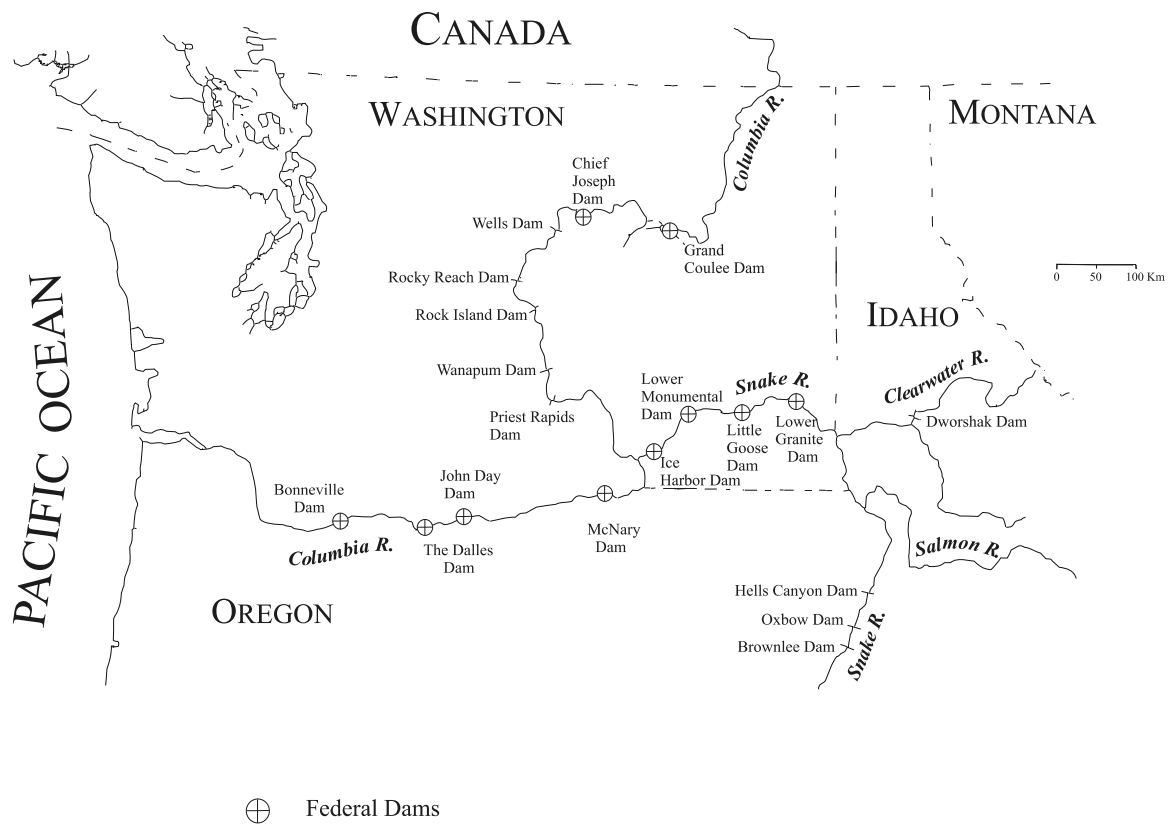 CANADA
WASHINGTON
MONTANA
Columbia R.
Chief
Joseph
Dam
Wells Dam
Grand
Coulee Dam
Rocky Reach Dam
0 50 100 Km
Rock Island Dam
IDAHO
PACIFIC OCEAN
Wanapum Dam
Lower
Monumental
Dam
Snake R.
Clearwater R.
Priest Rapids
Dam
Little
Goose
Dam
Lower
Granite
Dam
Dworshak Dam
Ice
Harbor Dam
John Day
Dam
Bonneville
Dam
McNary
Dam
Columbia R.
The Dalles
Dam
Salmon R.
Hells Canyon Dam
OREGON
Oxbow Dam
Brownlee Dam
Snake R.
Federal Dams